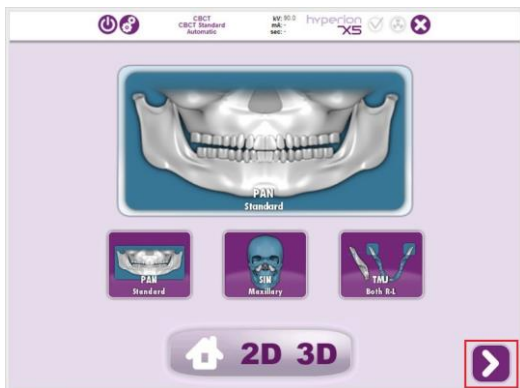 CBCT
CBCT Standard
Automatic
kV: 90.0
mA: -
sec: -
hyperion
X5
PAN
Standard
PAN
Standard
SIN
Maxillary
TMJ-
Both R-L
2D 3D